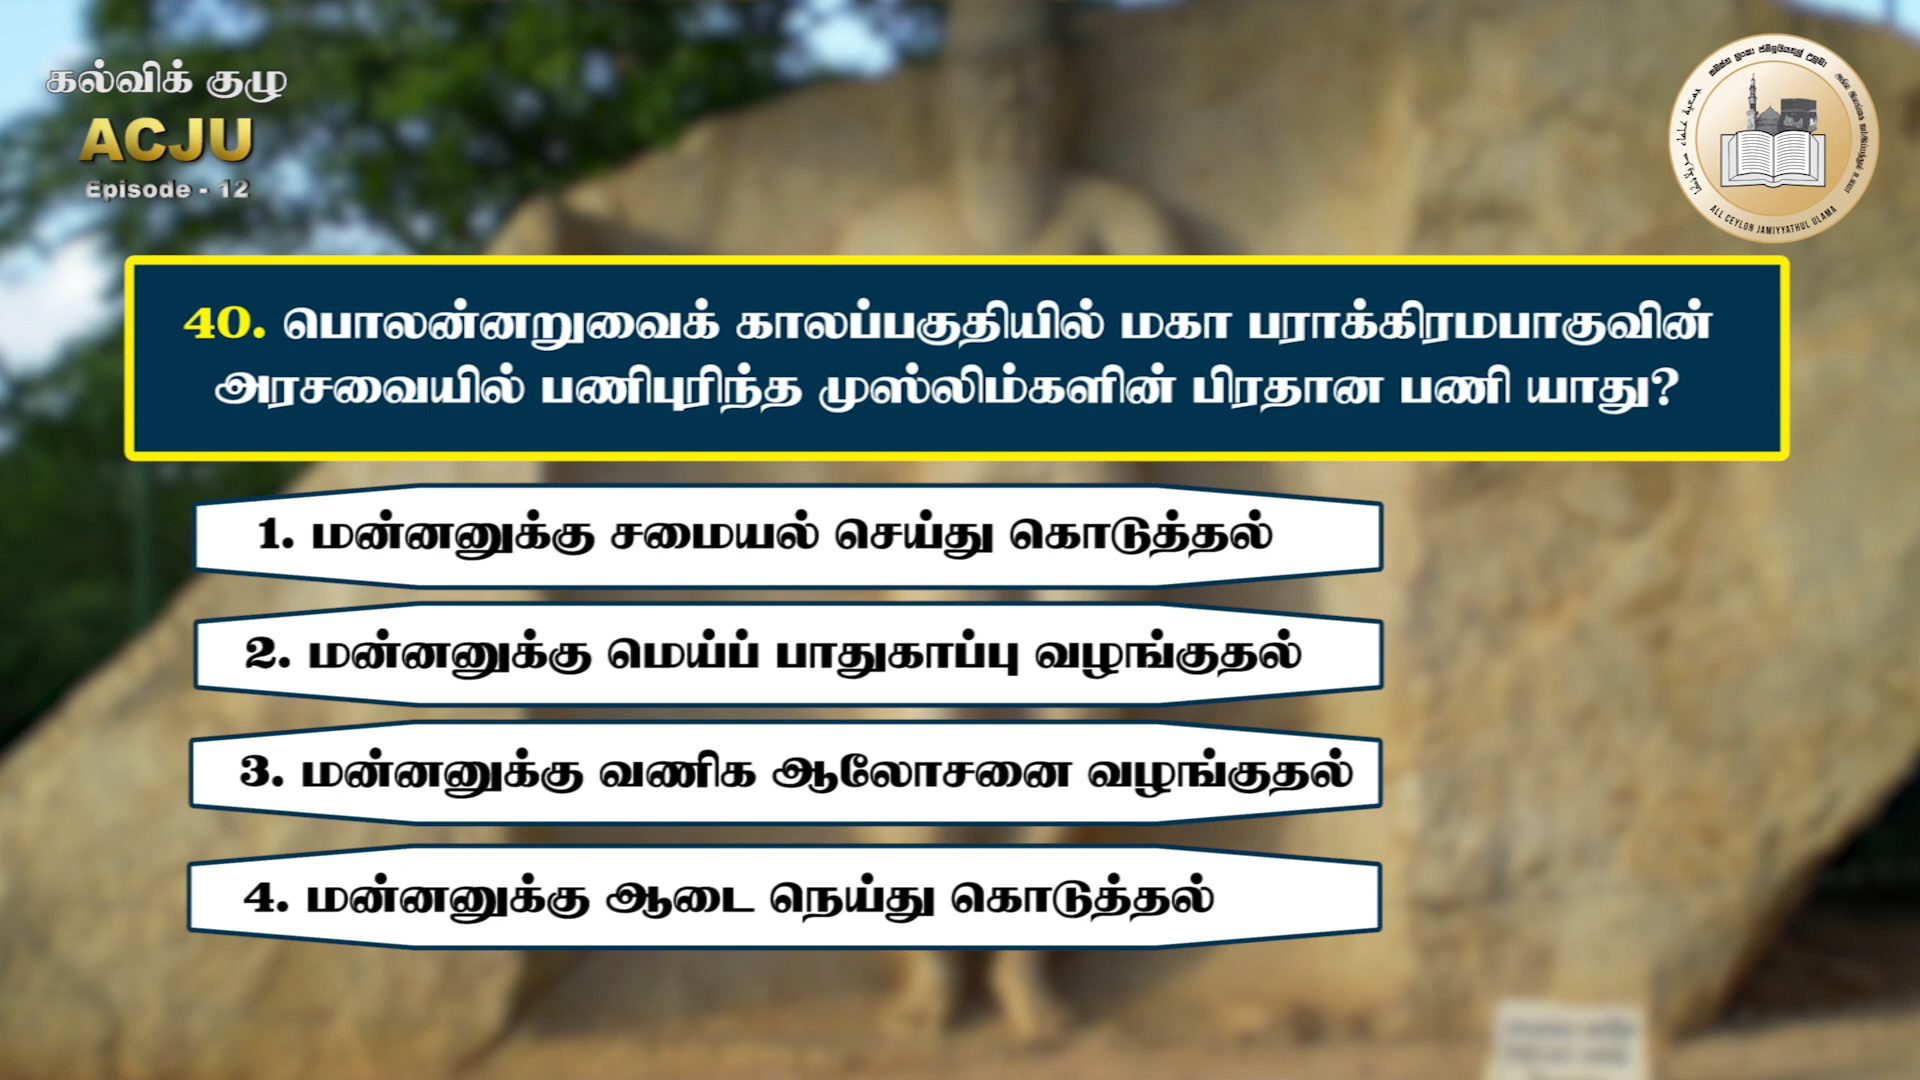 கல்விக் குழு
ACJU
Episode - 12
ALL CEYLON JAMIYYATHUL ULAMA
40. பொலன்னறுவைக் காலப்பகுதியில் மகா பராக்கிரமபாகுவின்
அரசவையில் பணிபுரிந்த முஸ்லிம்களின் பிரதான பணி யாது?
1. மன்னனுக்கு சமையல் செய்து கொடுத்தல்
2. மன்னனுக்கு மெய்ப் பாதுகாப்பு வழங்குதல்
3. மன்னனுக்கு வணிக ஆலோசனை வழங்குதல்
4. மன்னனுக்கு ஆடை நெய்து கொடுத்தல்